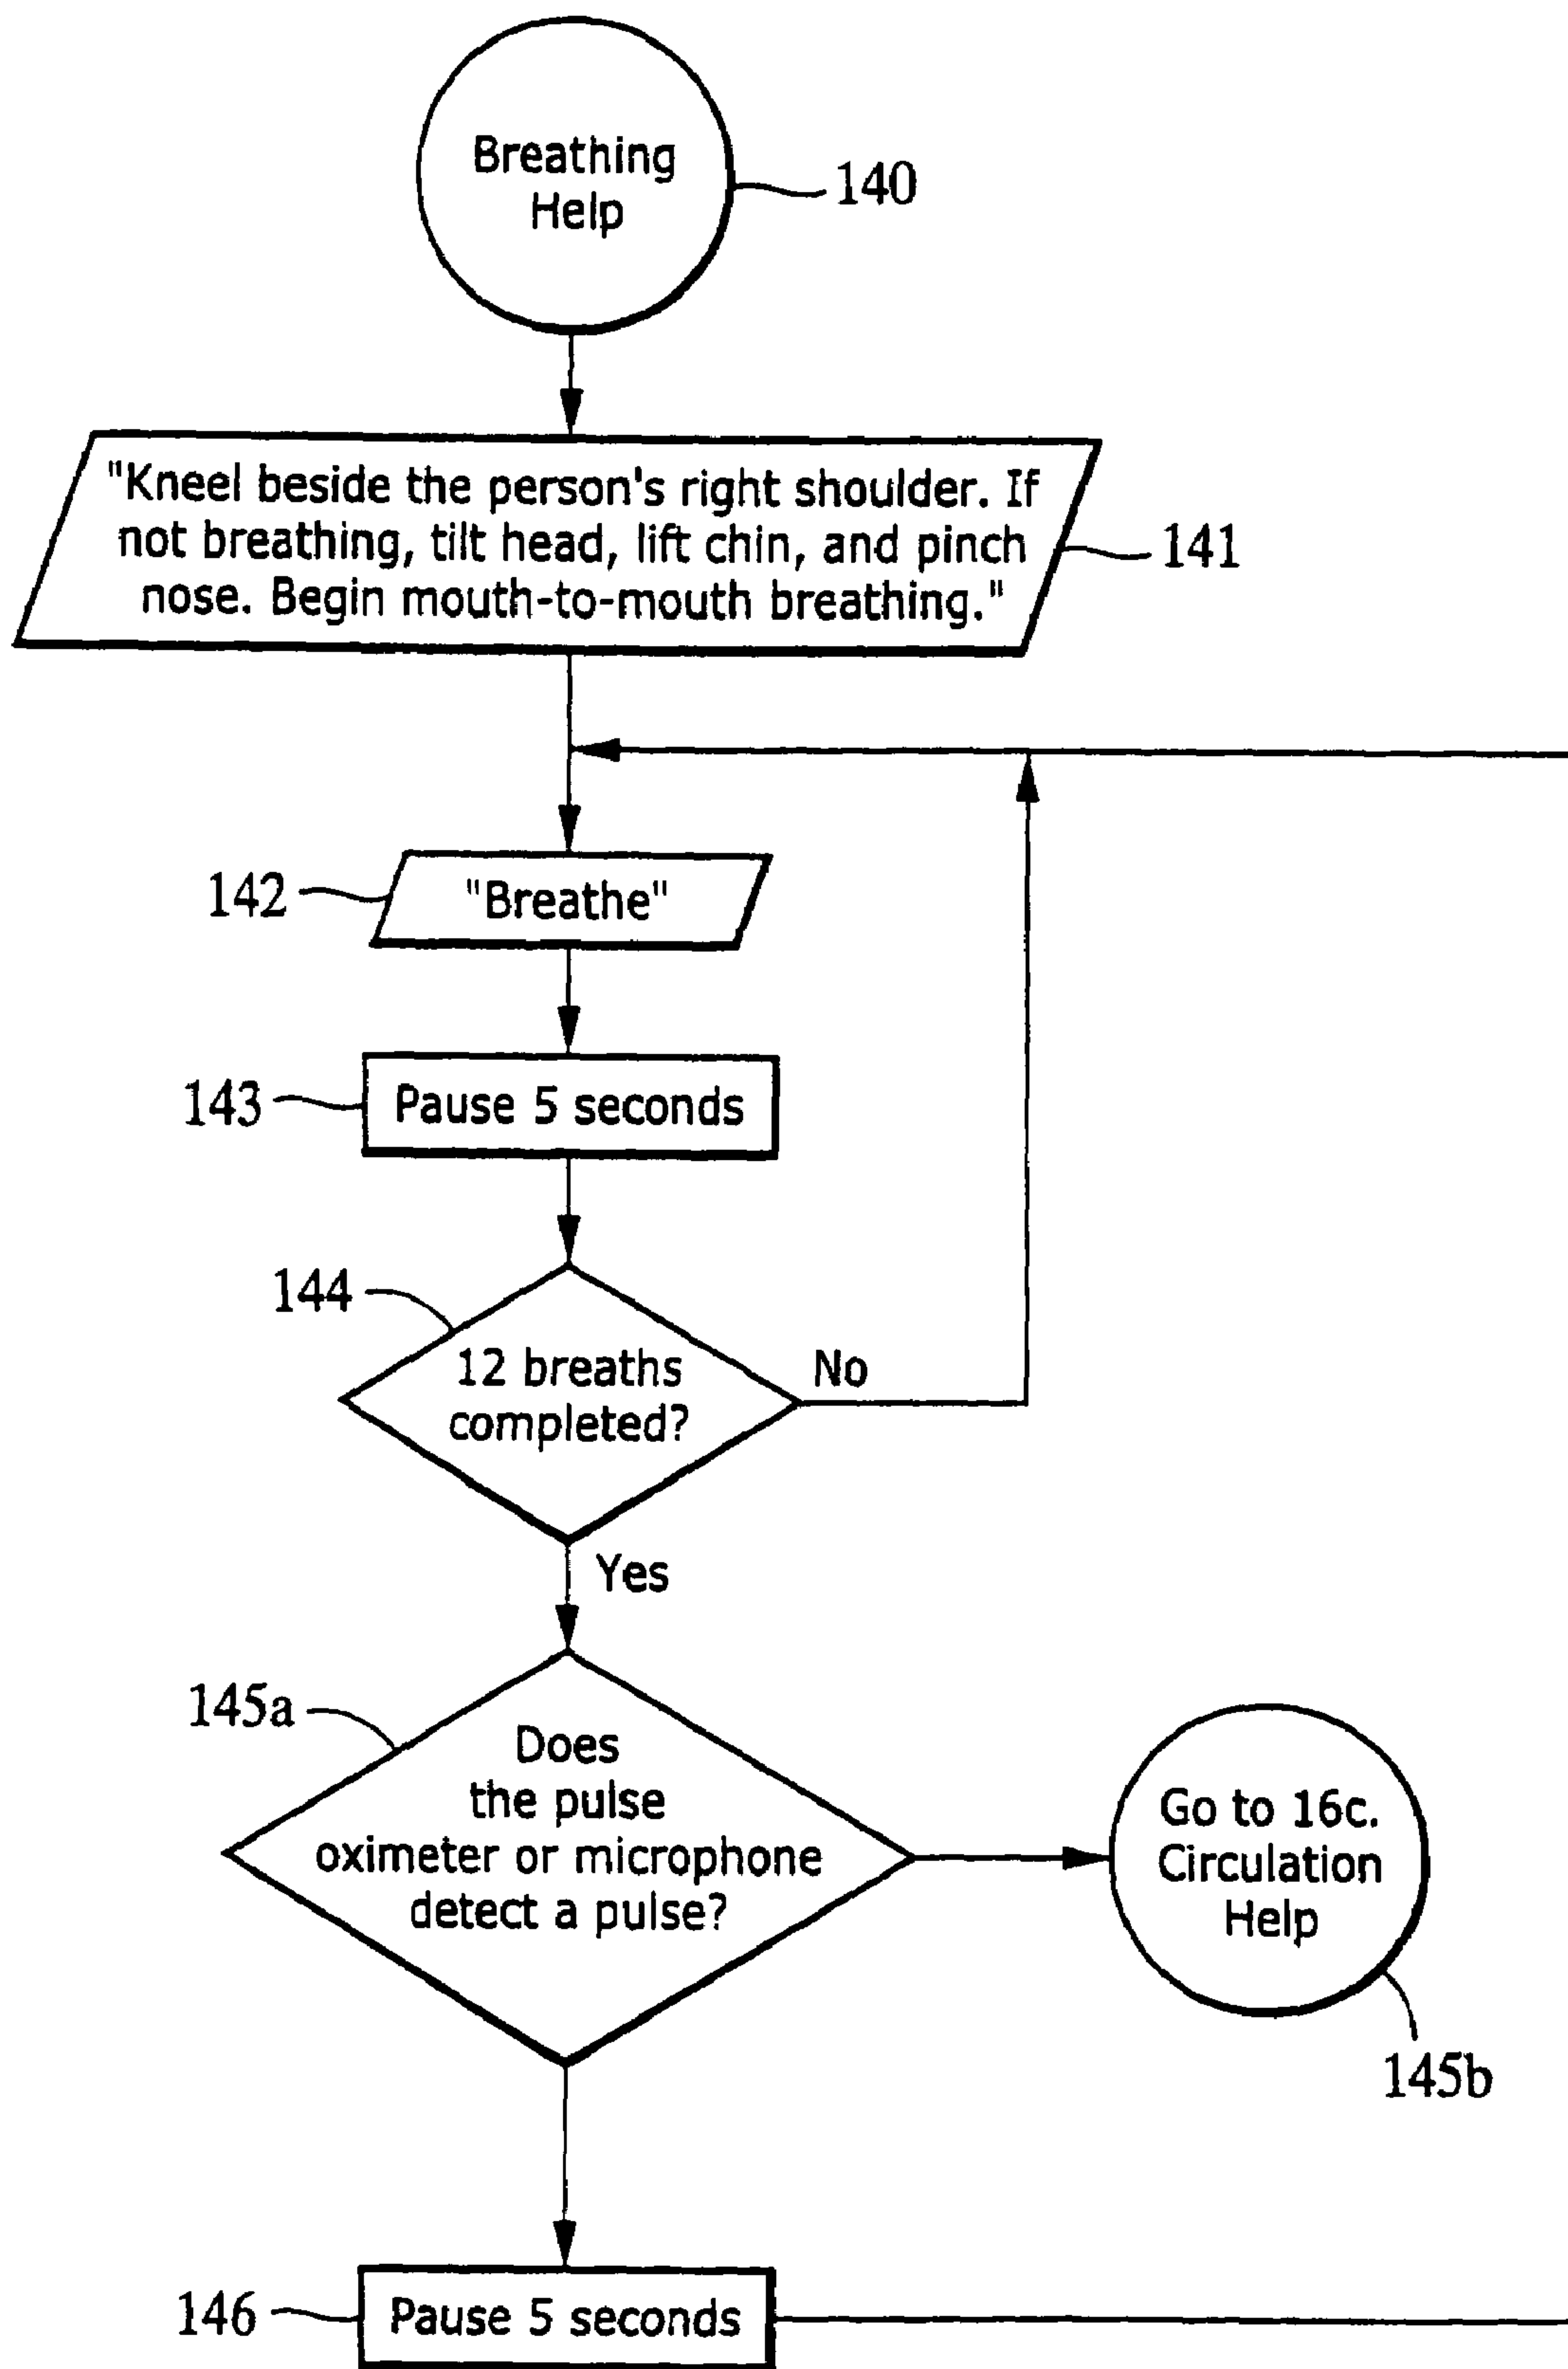 Breathing
Help
140
"Kneel beside the person's right shoulder. If
not breathing, tilt head, lift chin, and pinch
nose. Begin mouth-to-mouth breathing."
141
142
"Breathe"
143
Pause 5 seconds
144
12 breaths
completed?
No
Yes
145a
Does
the pulse
oximeter or microphone
detect a pulse?
Go to 16c.
Circulation
Help
145b
146
Pause 5 seconds